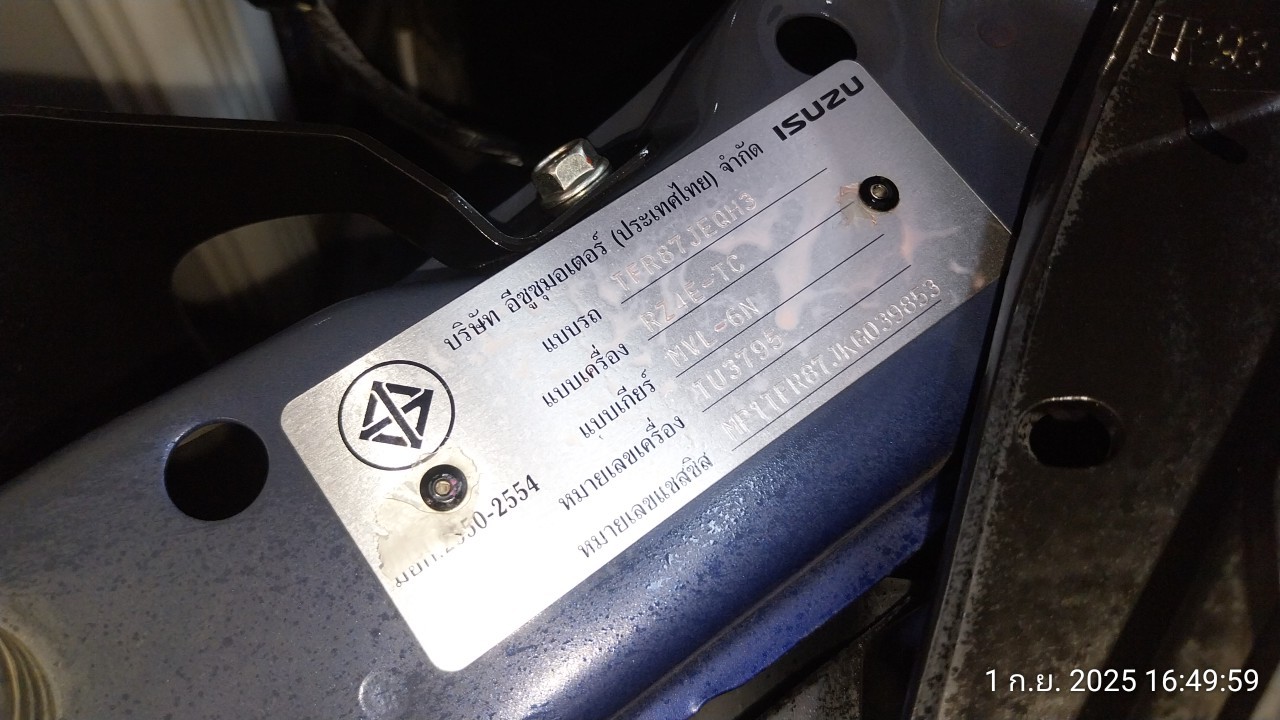 ISUZU
บริษัท อีซูซุมอเตอร์ (ประเทศไทย) จำกัด
แบบรถ TFR87JEQH3
แบบเครื่อง RZ4E-TC
แบบเกียร์ MVL-6N
หมายเลขเครื่อง 1U3795
หมายเลขแชสซิส MP1TFR87JKG039853
1 ก.ย. 2025 16:49:59